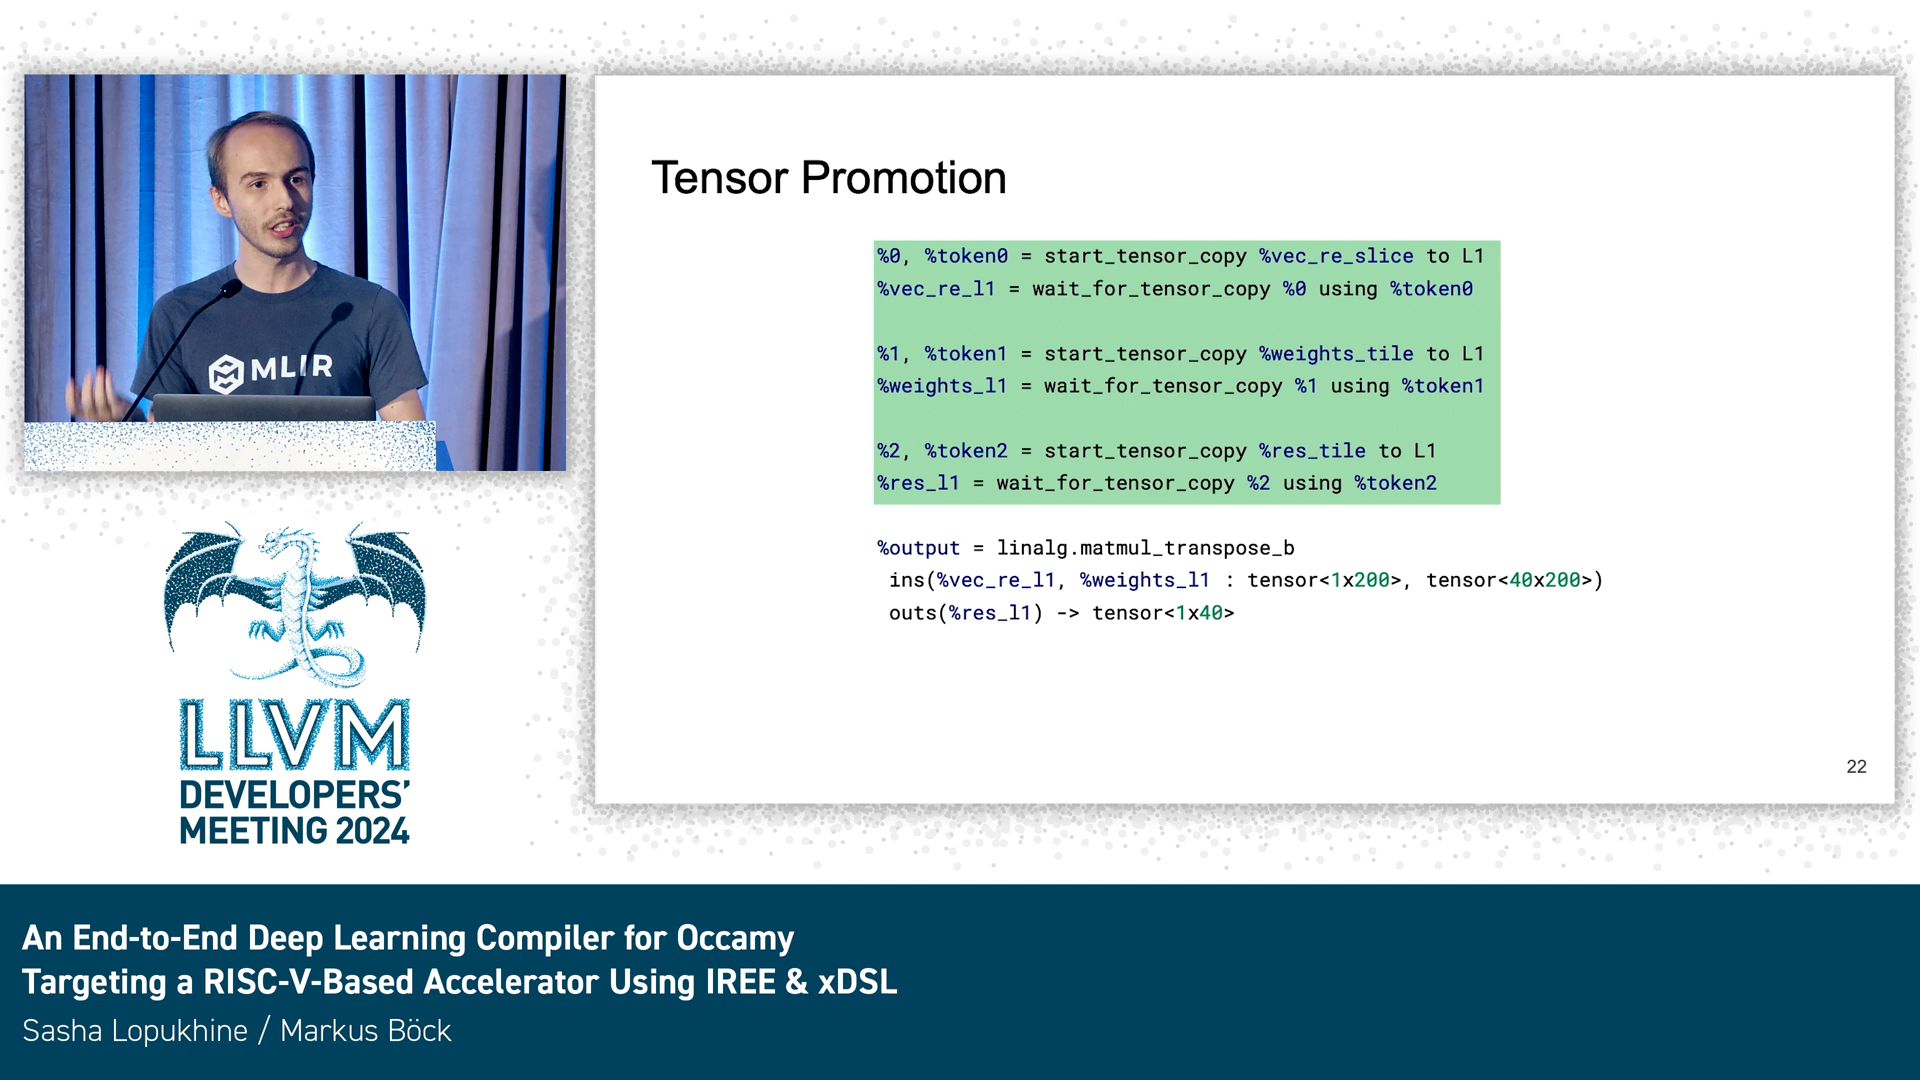 MLIR
LLVM
DEVELOPERS'
MEETING 2024
Tensor Promotion
%0, %token0 = start_tensor_copy %vec_re_slice to L1
%vec_re_l1 = wait_for_tensor_copy %0 using %token0
%1, %token1 = start_tensor_copy %weights_tile to L1
%weights_l1 = wait_for_tensor_copy %1 using %token1
%2, %token2 = start_tensor_copy %res_tile to L1
%res_l1 = wait_for_tensor_copy %2 using %token2
%output = linalg.matmul_transpose_b
ins(%vec_re_l1, %weights_l1 : tensor<1x200>, tensor<40x200>)
outs(%res_l1) -> tensor<1x40>
22
An End-to-End Deep Learning Compiler for Occamy
Targeting a RISC-V-Based Accelerator Using IREE & xDSL
Sasha Lopukhine / Markus Böck